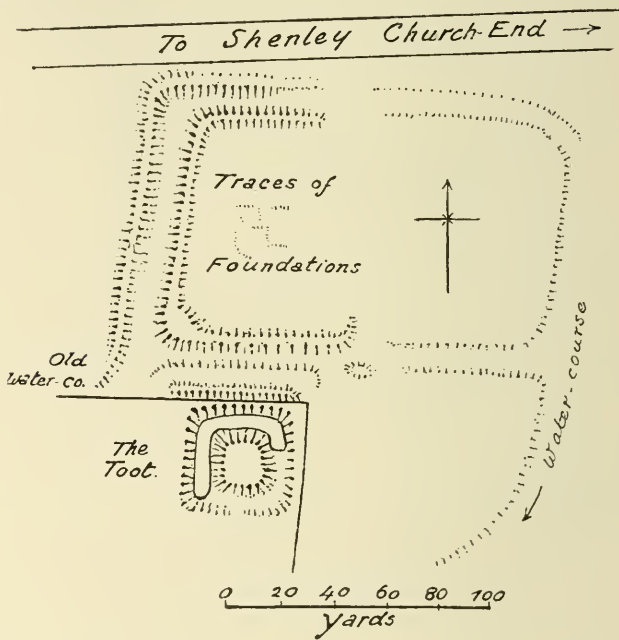 To Shenley Church-End
Traces of
Foundations
Old
Water-co.
The
Toot.
Water-course
0 20 40 60 80 100
Yards